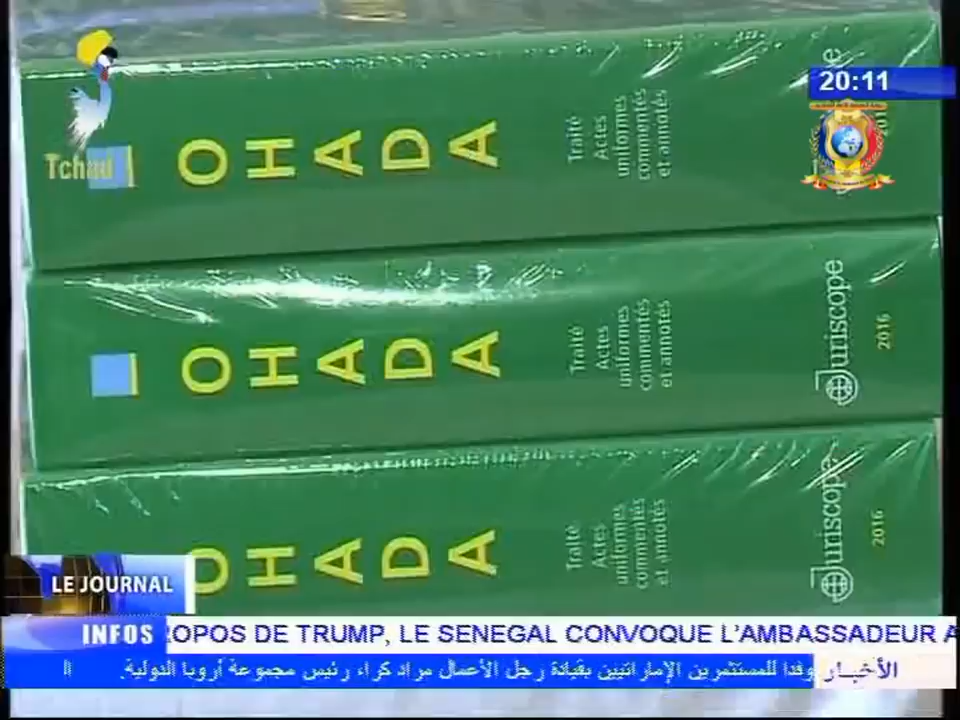 20:11
Tchad
OHADA
Traité
Actes
uniformes
commentés
et annotés
2016
OHADA
Traité
Actes
uniformes
commentés
et annotés
Juriscope
2016
OHADA
Traité
Actes
uniformes
commentés
et annotés
Juriscope
2016
LE JOURNAL
INFOS
OPOS DE TRUMP, LE SENEGAL CONVOQUE L'AMBASSADEUR A
الأخبار
وفدا للمستثمرين الإماراتيين بقيادة رجل الأعمال مراد كراء رئيس مجموعة أروبا الدولية.